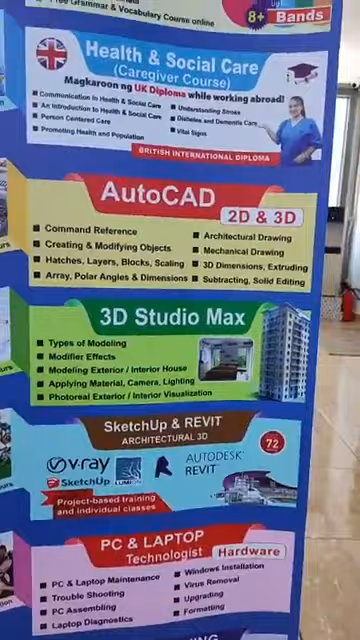 Free Grammar & Vocabulary Course online
8+ Bands
Health & Social Care
(Caregiver Course)
Magkaroon ng UK Diploma while working abroad!
Communication in Health & Social Care
An Introduction to Health & Social Care
Person Centered Care
Promoting Health and Population
Understanding Stroke
Diabetes and Dementia Care
Vital Signs
BRITISH INTERNATIONAL DIPLOMA
AutoCAD
2D & 3D
Command Reference
Creating & Modifying Objects
Hatches, Layers, Blocks, Scaling
Array, Polar Angles & Dimensions
Architectural Drawing
Mechanical Drawing
3D Dimensions, Extruding
Subtracting, Solid Editing
3D Studio Max
Types of Modeling
Modifier Effects
Modeling Exterior / Interior House
Applying Material, Camera, Lighting
Photoreal Exterior / Interior Visualization
SketchUp & REVIT
ARCHITECTURAL 3D
72
v-ray
SketchUp
LUMION
R
AUTODESK
REVIT
Project-based training
and individual classes
PC & LAPTOP
Technologist
Hardware
PC & Laptop Maintenance
Trouble Shooting
PC Assembling
Laptop Diagnostics
Windows Installation
Virus Removal
Upgrading
Formatting